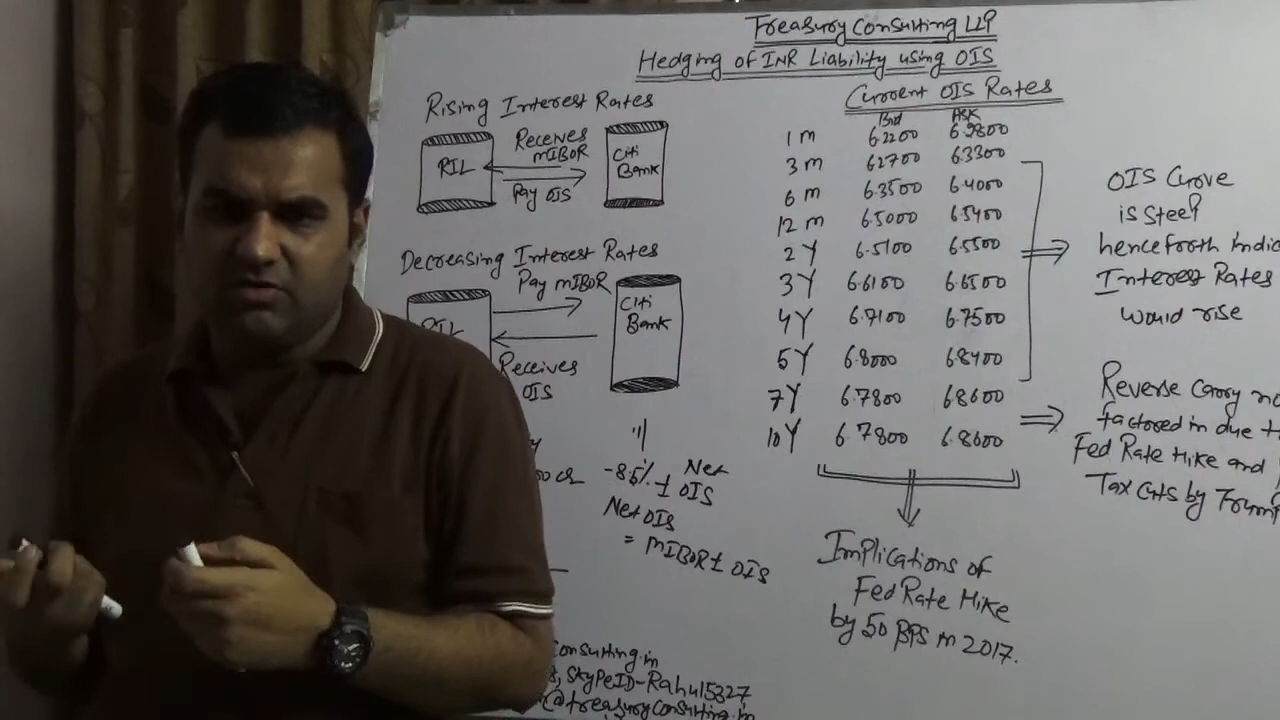 Treasury Consulting LLP
Hedging of INR Liability using OIS
Rising Interest Rates
RIL
Receives
MIBOR
Pay OIS
Citi
Bank
Decreasing Interest Rates
Pay MIBOR
RIL
Receives
OIS
Citi
Bank
-8.5% ± Net
OIS
Net OIS
= MIBOR ± OIS
Consulting.in
SkypeID-Rahul5327
@treasuryconsulting.in
Current OIS Rates
Bid Ask
1m 6.2200 6.2800
3m 6.2700 6.3300
6m 6.3500 6.4000
12m 6.5000 6.5400
2Y 6.5100 6.5500
3Y 6.6100 6.6500
4Y 6.7100 6.7500
5Y 6.8000 6.8400
7Y 6.7800 6.8600
10Y 6.7800 6.8600
Implications of
Fed Rate Hike
by 50 BPS in 2017.
OIS Curve
is Steep
henceforth indic
Interest Rates
would rise
Reverse Carry
factored in due t
Fed Rate Hike and
Tax Cuts by Trump